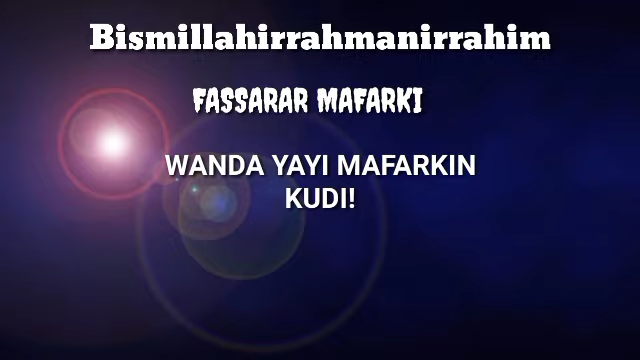 Bismillahirrahmanirrahim
FASSARAR MAFARKI
WANDA YAYI MAFARKIN
KUDI!